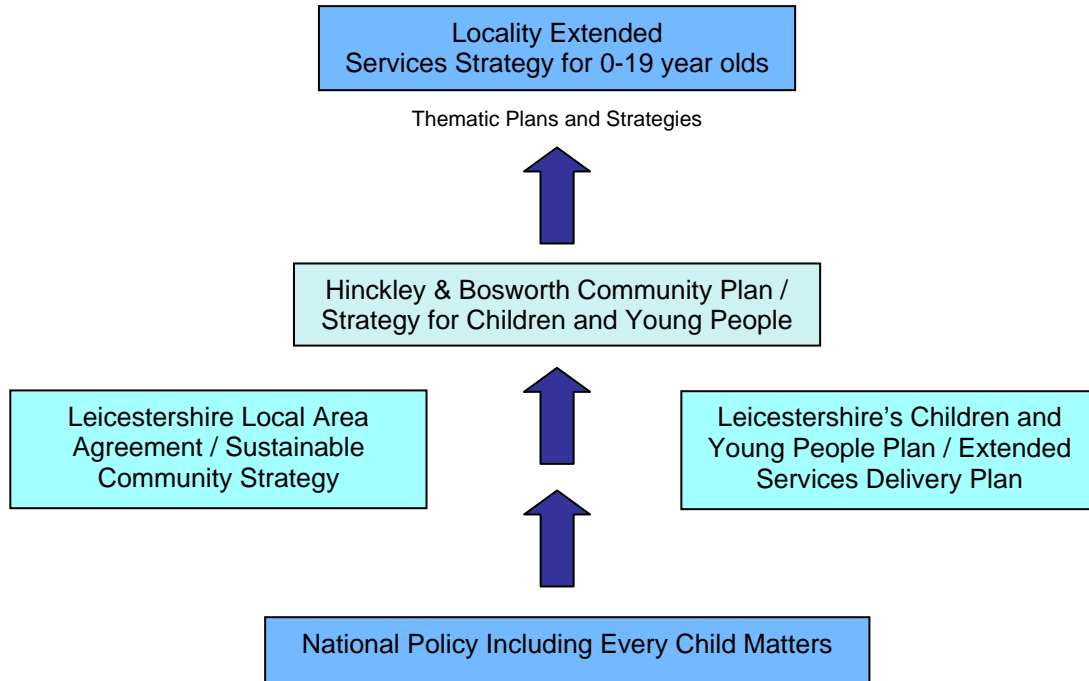 Locality Extended
Services Strategy for 0-19 year olds
Thematic Plans and Strategies
Hinckley & Bosworth Community Plan /
Strategy for Children and Young People
Leicestershire Local Area
Agreement / Sustainable
Community Strategy
Leicestershire’s Children and
Young People Plan / Extended
Services Delivery Plan
National Policy Including Every Child Matters